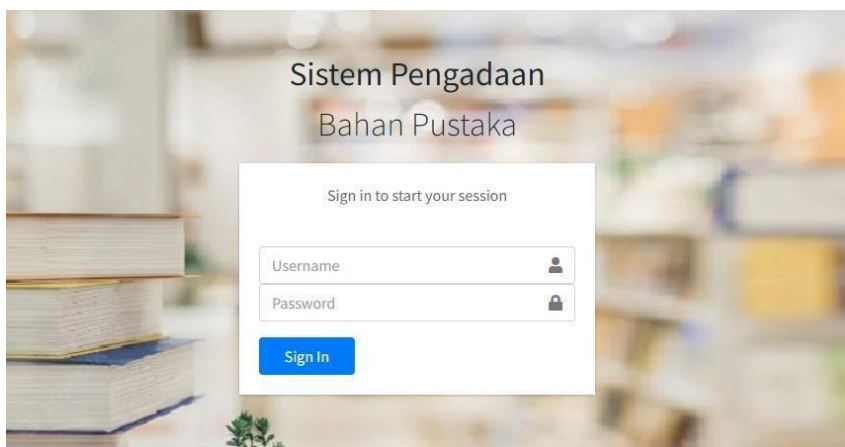 Sistem Pengadaan
Bahan Pustaka
Sign in to start your session
Username
Password
Sign In